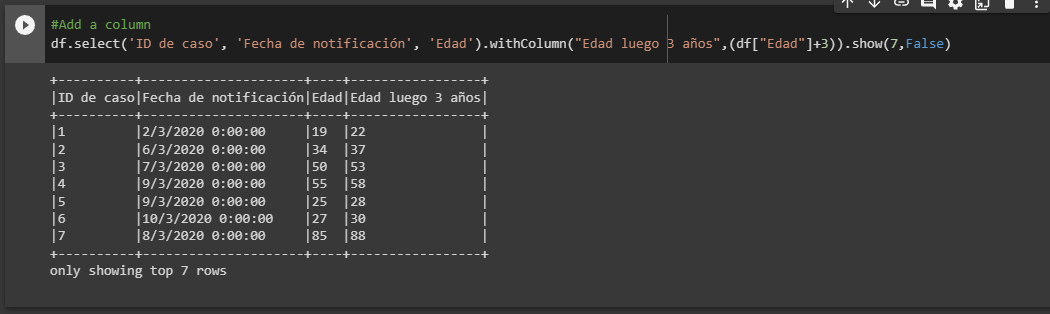 #Add a column
df.select('ID de caso', 'Fecha de notificación', 'Edad').withColumn("Edad luego 3 años",(df["Edad"]+3)).show(7,False)
+----------+---------------------+----+-----------------+
|ID de caso|Fecha de notificación|Edad|Edad luego 3 años|
+----------+---------------------+----+-----------------+
|1         |2/3/2020 0:00:00     |19  |22               |
|2         |6/3/2020 0:00:00     |34  |37               |
|3         |7/3/2020 0:00:00     |50  |53               |
|4         |9/3/2020 0:00:00     |55  |58               |
|5         |9/3/2020 0:00:00     |25  |28               |
|6         |10/3/2020 0:00:00    |27  |30               |
|7         |8/3/2020 0:00:00     |85  |88               |
+----------+---------------------+----+-----------------+
only showing top 7 rows